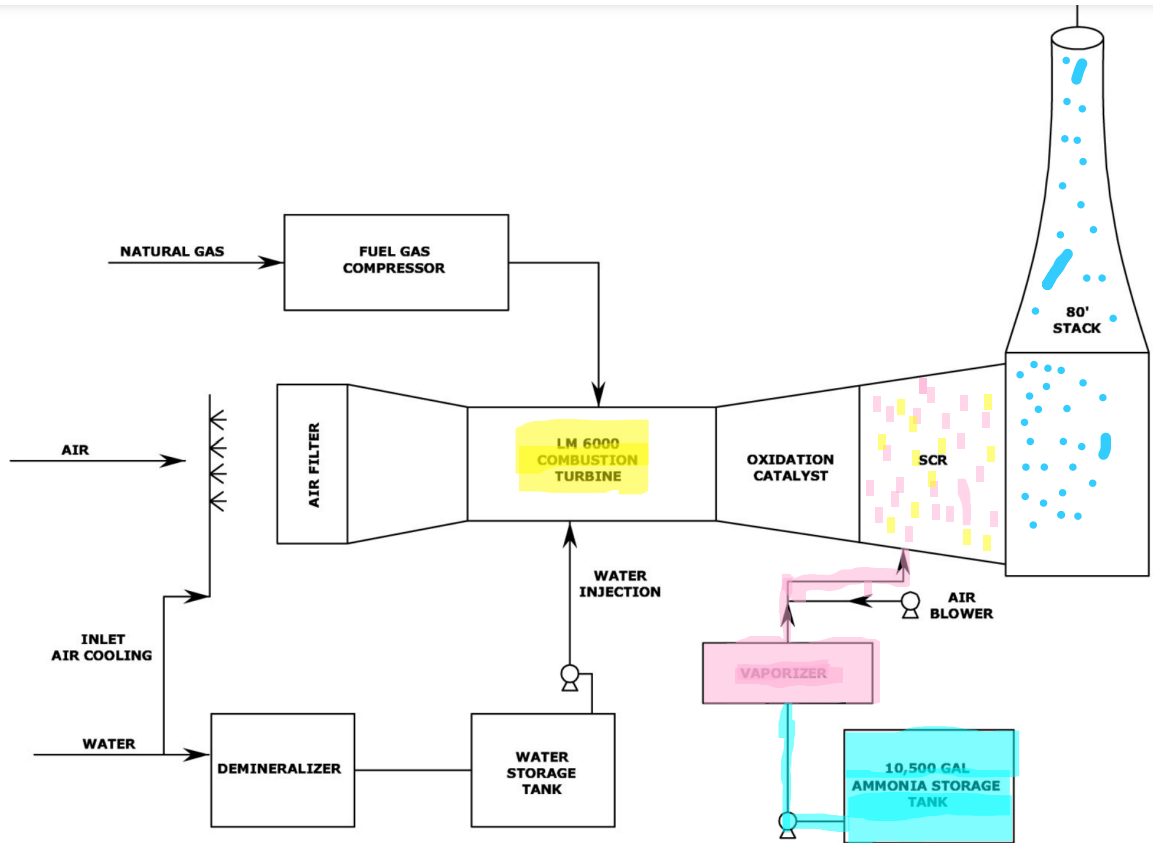 80'
STACK
NATURAL GAS
FUEL GAS
COMPRESSOR
AIR
AIR FILTER
LM 6000
COMBUSTION
TURBINE
OXIDATION
CATALYST
SCR
WATER
INJECTION
AIR
BLOWER
INLET
AIR COOLING
VAPORIZER
WATER
DEMINERALIZER
WATER
STORAGE
TANK
10,500 GAL
AMMONIA STORAGE
TANK